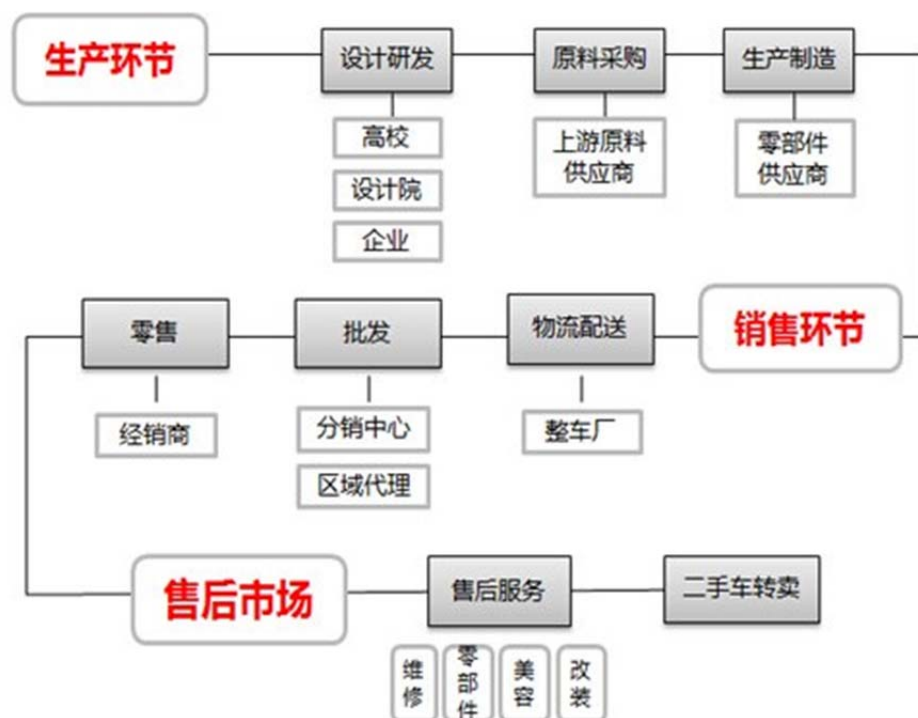 生产环节
设计研发
原料采购
生产制造
高校
设计院
企业
上游原料
供应商
零部件
供应商
零售
批发
物流配送
销售环节
经销商
分销中心
区域代理
整车厂
售后市场
售后服务
二手车转卖
维修
零部件
美容
改装